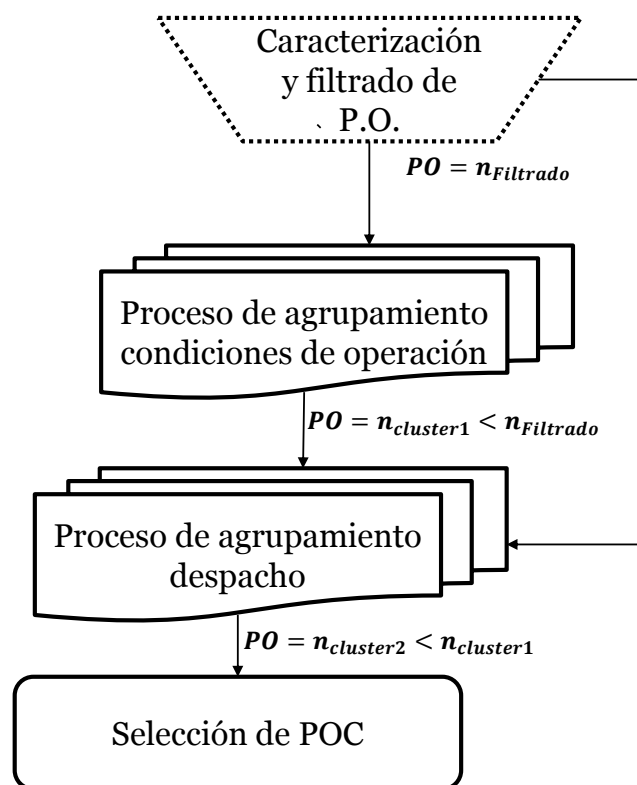 Caracterización
y filtrado de
P.O.
PO = n_Filtrado
Proceso de agrupamiento
condiciones de operación
PO = n_cluster1 < n_Filtrado
Proceso de agrupamiento
despacho
PO = n_cluster2 < n_cluster1
Selección de POC